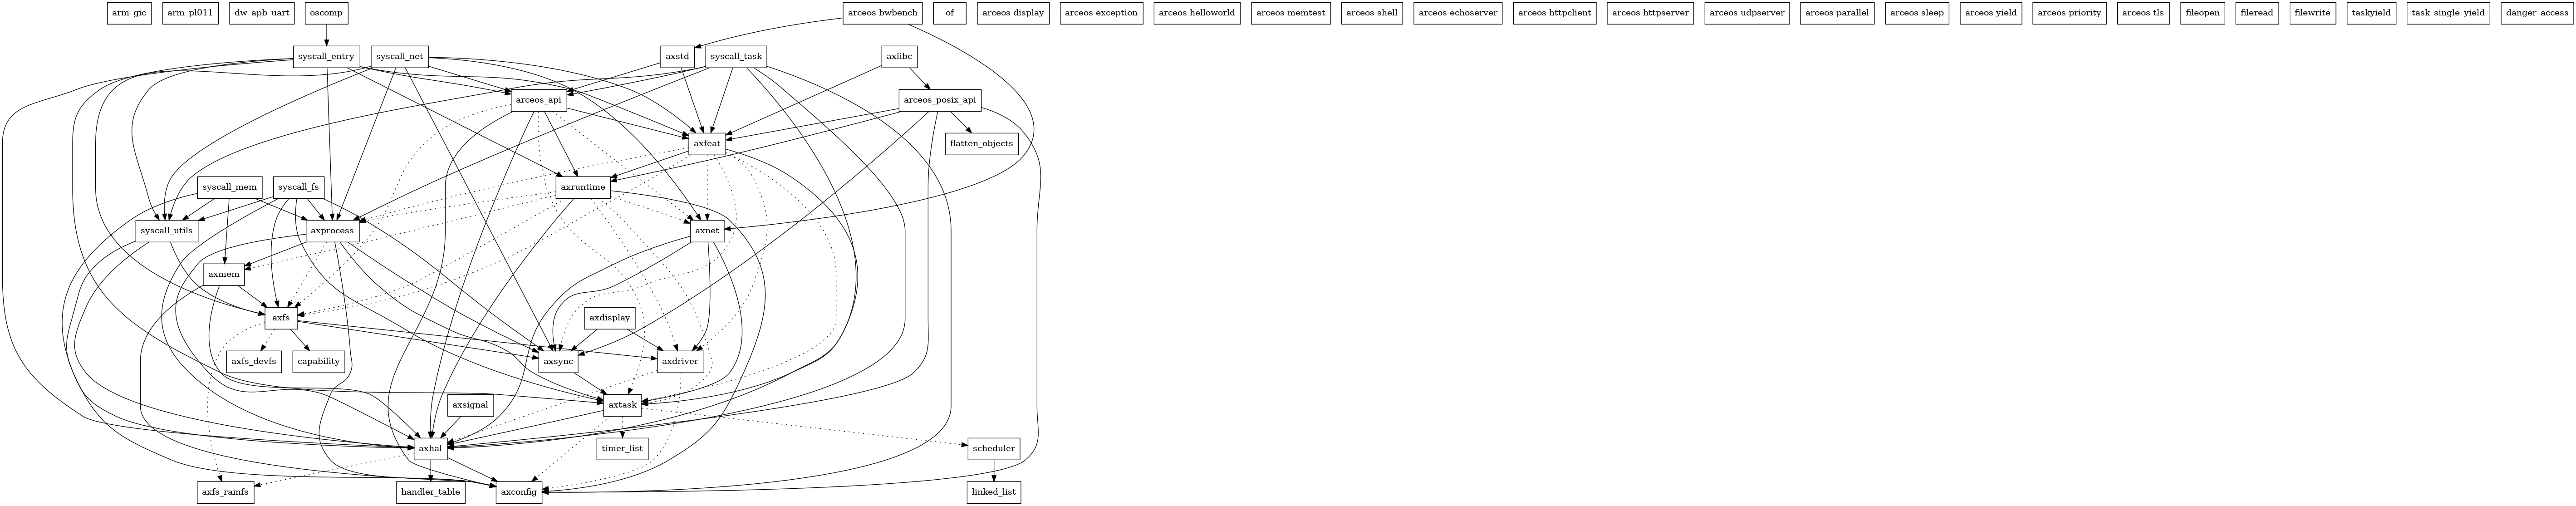 arm_gic
arm_pl011
dw_apb_uart
oscomp
arceos-bwbench
of
arceos-display
arceos-exception
arceos-helloworld
arceos-memtest
arceos-shell
arceos-echoserver
arceos-httpclient
arceos-httpserver
arceos-udpserver
arceos-parallel
arceos-sleep
arceos-yield
arceos-priority
arceos-tls
fileopen
fileread
filewrite
taskyield
task_single_yield
danger_access
syscall_entry
syscall_net
axstd
syscall_task
axlibc
arceos_api
arceos_posix_api
axfeat
flatten_objects
syscall_mem
syscall_fs
axruntime
syscall_utils
axprocess
axnet
axmem
axfs
axdisplay
axfs_devfs
capability
axsync
axdriver
axsignal
axtask
axhal
timer_list
scheduler
axfs_ramfs
handler_table
axconfig
linked_list